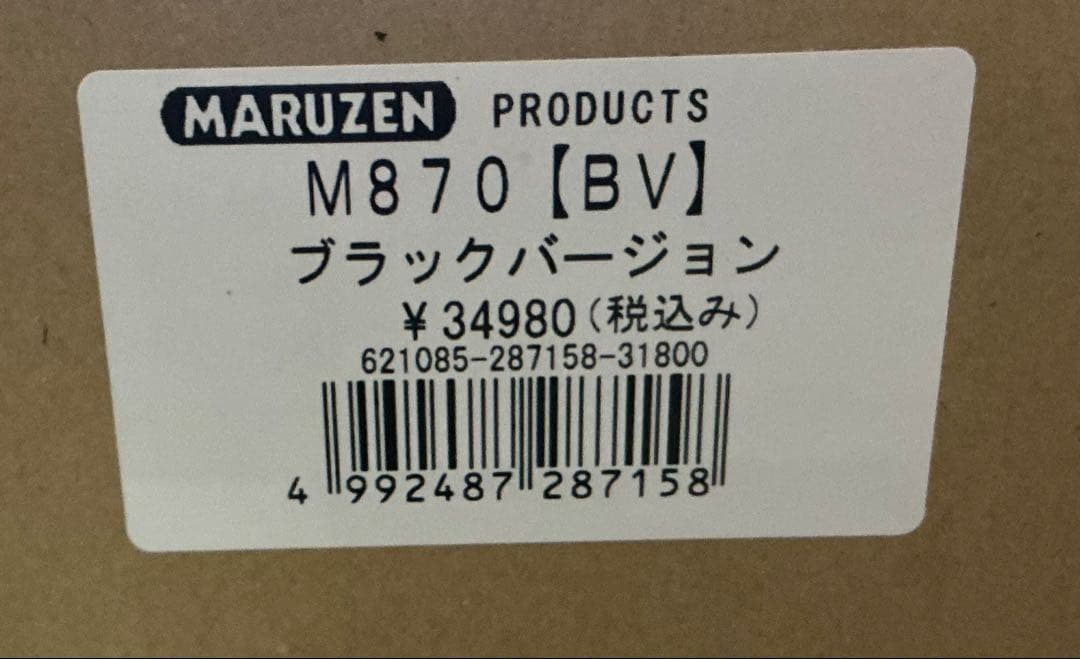 MARUZEN PRODUCTS
M870【BV】
ブラックバージョン
¥34980(税込み)
621085-287158-31800
4 992487 287158